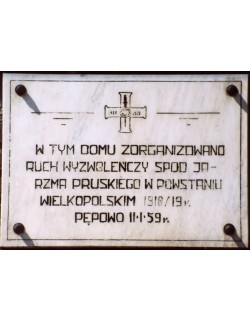 W TYM DOMU ZORGANIZOWANO
RUCH WYZWOLEŃCZY SPOD JA-
RZMA PRUSKIEGO W POWSTANIU
WIELKOPOLSKIM 1918/19 r.
PĘPOWO 11·I·59 r.